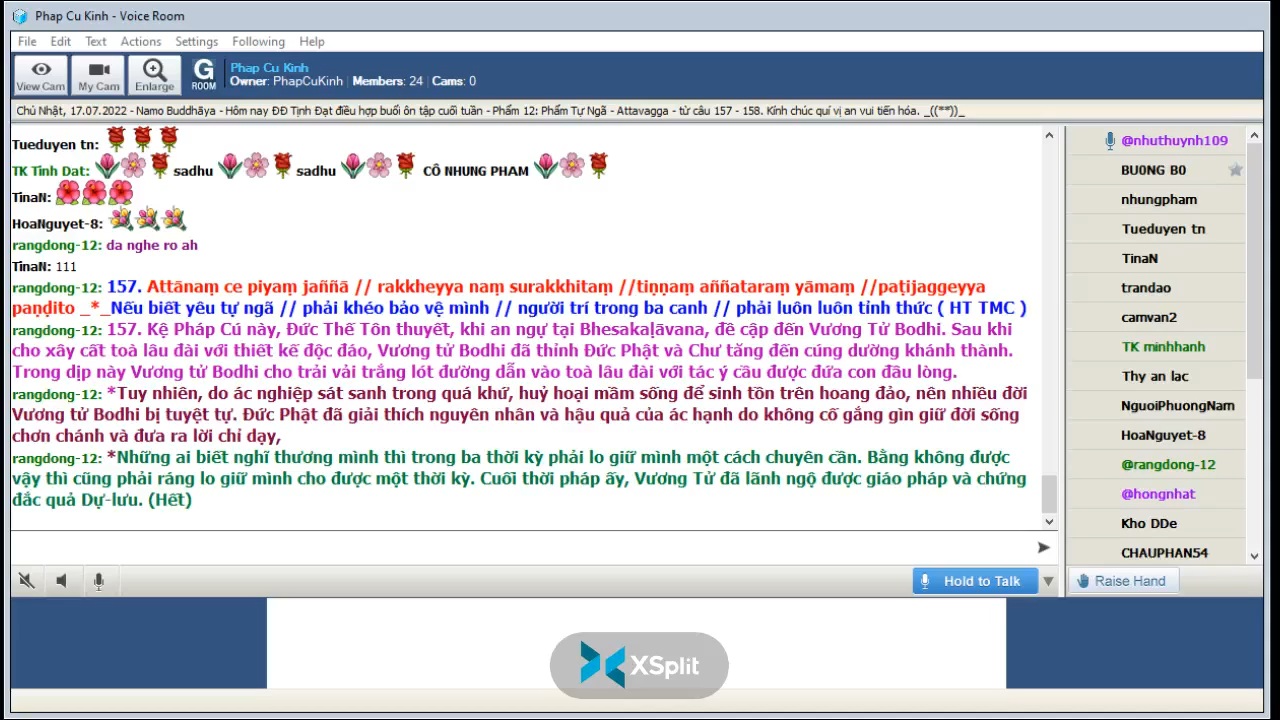 Phap Cu Kinh - Voice Room
File Edit Text Actions Settings Following Help
View Cam My Cam Enlarge G ROOM
Phap Cu Kinh
Owner: PhapCuKinh | Members: 24 | Cams: 0
Chủ Nhật, 17.07.2022 - Namo Buddhāya - Hôm nay ĐĐ Tịnh Đạt điều hợp buổi ôn tập cuối tuần - Phẩm 12: Phẩm Tự Ngã - Attavagga - từ câu 157 - 158. Kính chúc quí vị an vui tiến hóa. _((**))_
Tueduyen tn:
TK Tinh Dat: sadhu sadhu CÔ NHUNG PHAM
TinaN:
HoaNguyet-8:
rangdong-12: da nghe ro ah
TinaN: 111
rangdong-12: 157. Attānaṃ ce piyaṃ jaññā // rakkheyya naṃ surakkhitaṃ //tiṇṇaṃ aññataraṃ yāmaṃ //paṭijaggeyya
paṇḍito _*_Nếu biết yêu tự ngã // phải khéo bảo vệ mình // người trí trong ba canh // phải luôn luôn tỉnh thức ( HT TMC )
rangdong-12: 157. Kệ Pháp Cú này, Đức Thế Tôn thuyết, khi an ngự tại Bhesakaḷāvana, đề cập đến Vương Tử Bodhi. Sau khi
cho xây cất toà lâu đài với thiết kế độc đáo, Vương tử Bodhi đã thỉnh Đức Phật và Chư tăng đến cúng dường khánh thành.
Trong dịp này Vương tử Bodhi cho trải vải trắng lót đường dẫn vào toà lâu đài với tác ý cầu được đứa con đầu lòng.
rangdong-12: *Tuy nhiên, do ác nghiệp sát sanh trong quá khứ, huỷ hoại mầm sống để sinh tồn trên hoang đảo, nên nhiều đời
Vương tử Bodhi bị tuyệt tự. Đức Phật đã giải thích nguyên nhân và hậu quả của ác hạnh do không cố gắng gìn giữ đời sống
chơn chánh và đưa ra lời chỉ dạy,
rangdong-12: *Những ai biết nghĩ thương mình thì trong ba thời kỳ phải lo giữ mình một cách chuyên cần. Bằng không được
vậy thì cũng phải ráng lo giữ mình cho được một thời kỳ. Cuối thời pháp ấy, Vương Tử đã lãnh ngộ được giáo pháp và chứng
đắc quả Dự-lưu. (Hết)
@nhuthuynh109
BU0NG B0
nhungpham
Tueduyen tn
TinaN
trandao
camvan2
TK minhhanh
Thy an lac
NguoiPhuongNam
HoaNguyet-8
@rangdong-12
@hongnhat
Kho DDe
CHAUPHAN54
Hold to Talk
Raise Hand
XSplit